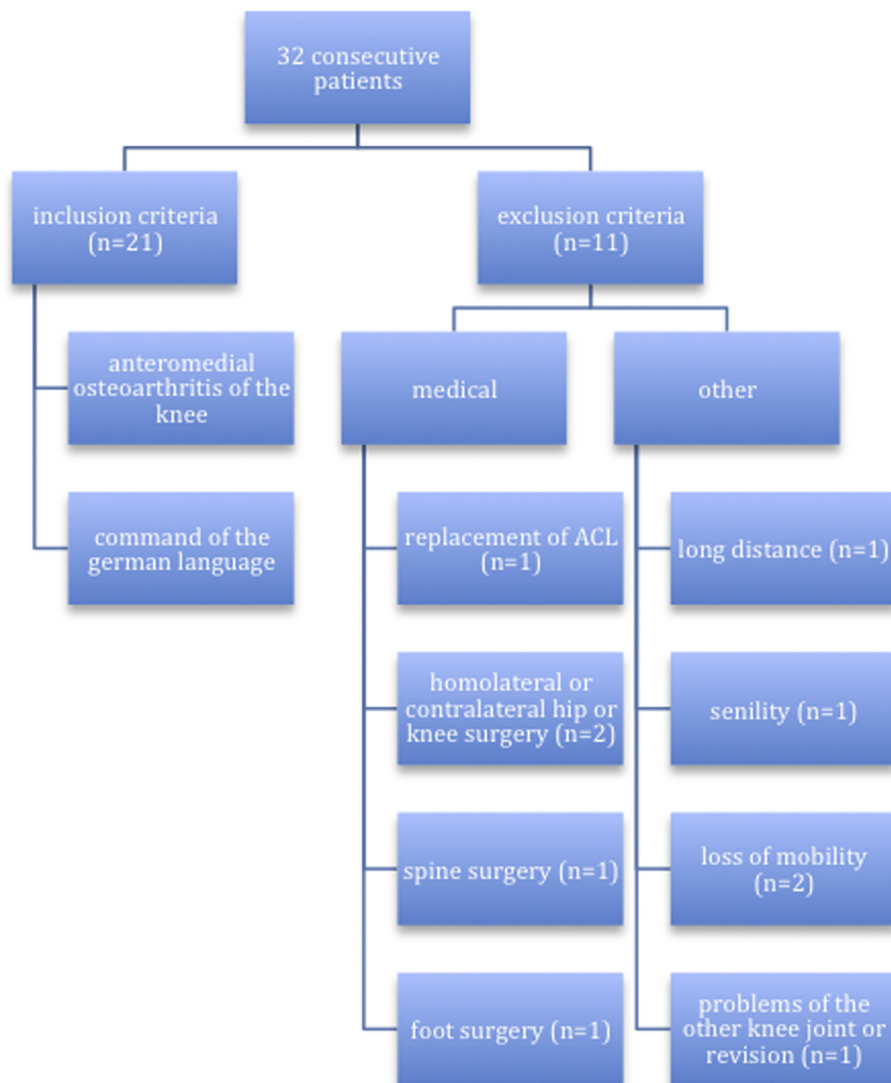 32 consecutive
patients
inclusion criteria
(n=21)
exclusion criteria
(n=11)
anteromedial
osteoarthritis of the
knee
medical
other
command of the
german language
replacement of ACL
(n=1)
long distance (n=1)
homolateral or
contralateral hip or
knee surgery (n=2)
senility (n=1)
spine surgery (n=1)
loss of mobility
(n=2)
foot surgery (n=1)
problems of the
other knee joint or
revision (n=1)